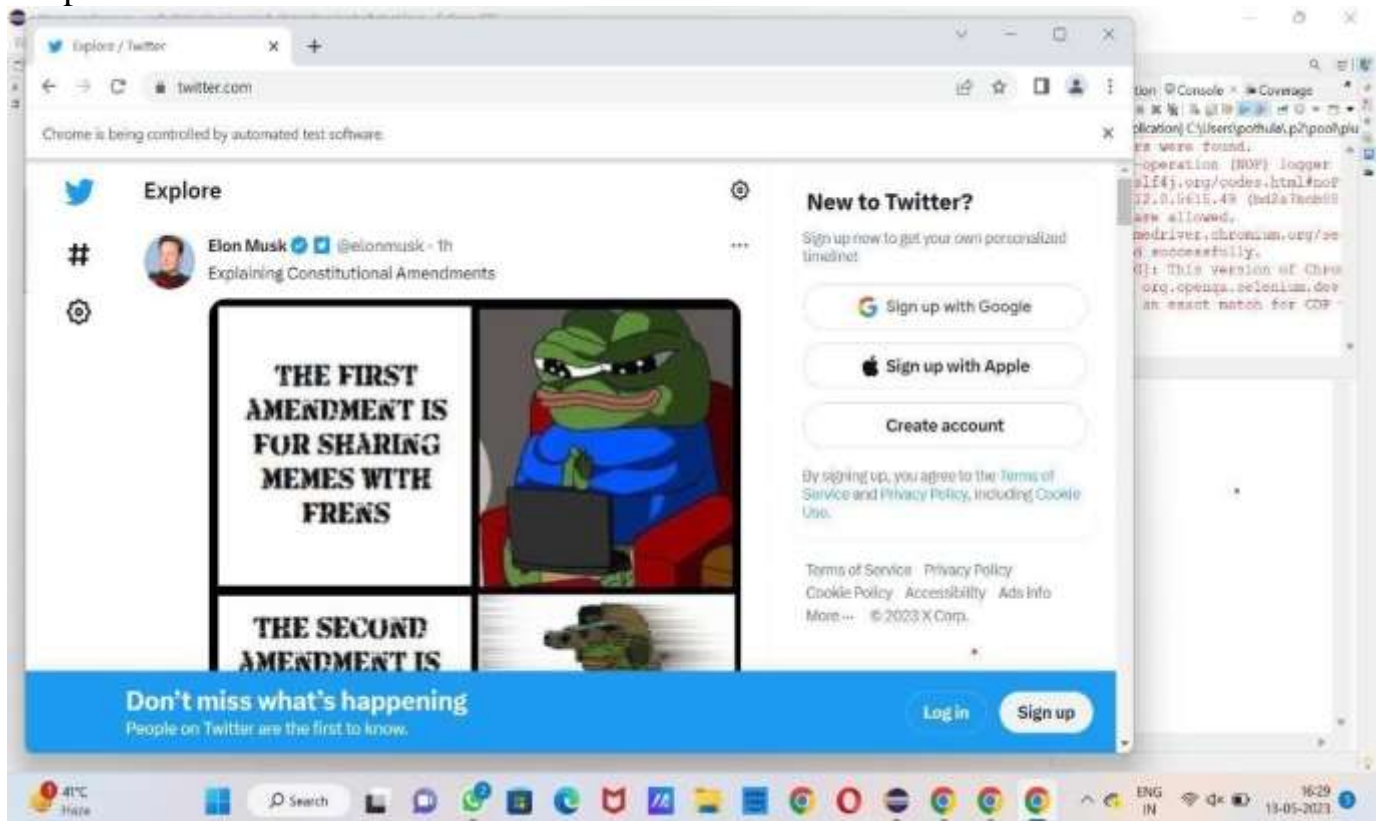 Explore / Twitter
twitter.com
Chrome is being controlled by automated test software.
Explore
Elon Musk @elonmusk · 1h
Explaining Constitutional Amendments
THE FIRST
AMENDMENT IS
FOR SHARING
MEMES WITH
FRENS
THE SECOND
AMENDMENT IS
New to Twitter?
Sign up now to get your own personalized
timeline!
Sign up with Google
Sign up with Apple
Create account
By signing up, you agree to the Terms of
Service and Privacy Policy, including Cookie
Use.
Terms of Service Privacy Policy
Cookie Policy Accessibility Ads info
More ··· © 2023 X Corp.
Don't miss what's happening
People on Twitter are the first to know.
Log in
Sign up
Console Coverage
were found.
-operation (NOP) logger
are allowed.
successfully.
This version of
an exact match for CDP
41°C
Haze
Search
ENG
IN
16:29
13-05-2023